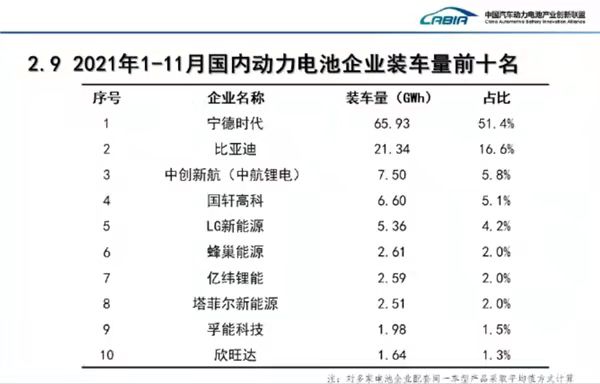 CABIA 中国汽车动力电池产业创新联盟
China Automotive Battery Innovation Alliance
2.9 2021年1-11月国内动力电池企业装车量前十名
序号 企业名称 装车量（GWh） 占比
1 宁德时代 65.93 51.4%
2 比亚迪 21.34 16.6%
3 中创新航（中航锂电） 7.50 5.8%
4 国轩高科 6.60 5.1%
5 LG新能源 5.36 4.2%
6 蜂巢能源 2.61 2.0%
7 亿纬锂能 2.59 2.0%
8 塔菲尔新能源 2.51 2.0%
9 孚能科技 1.98 1.5%
10 欣旺达 1.64 1.3%
注：对多家电池企业配套同一车型产品采取平均值方式计算